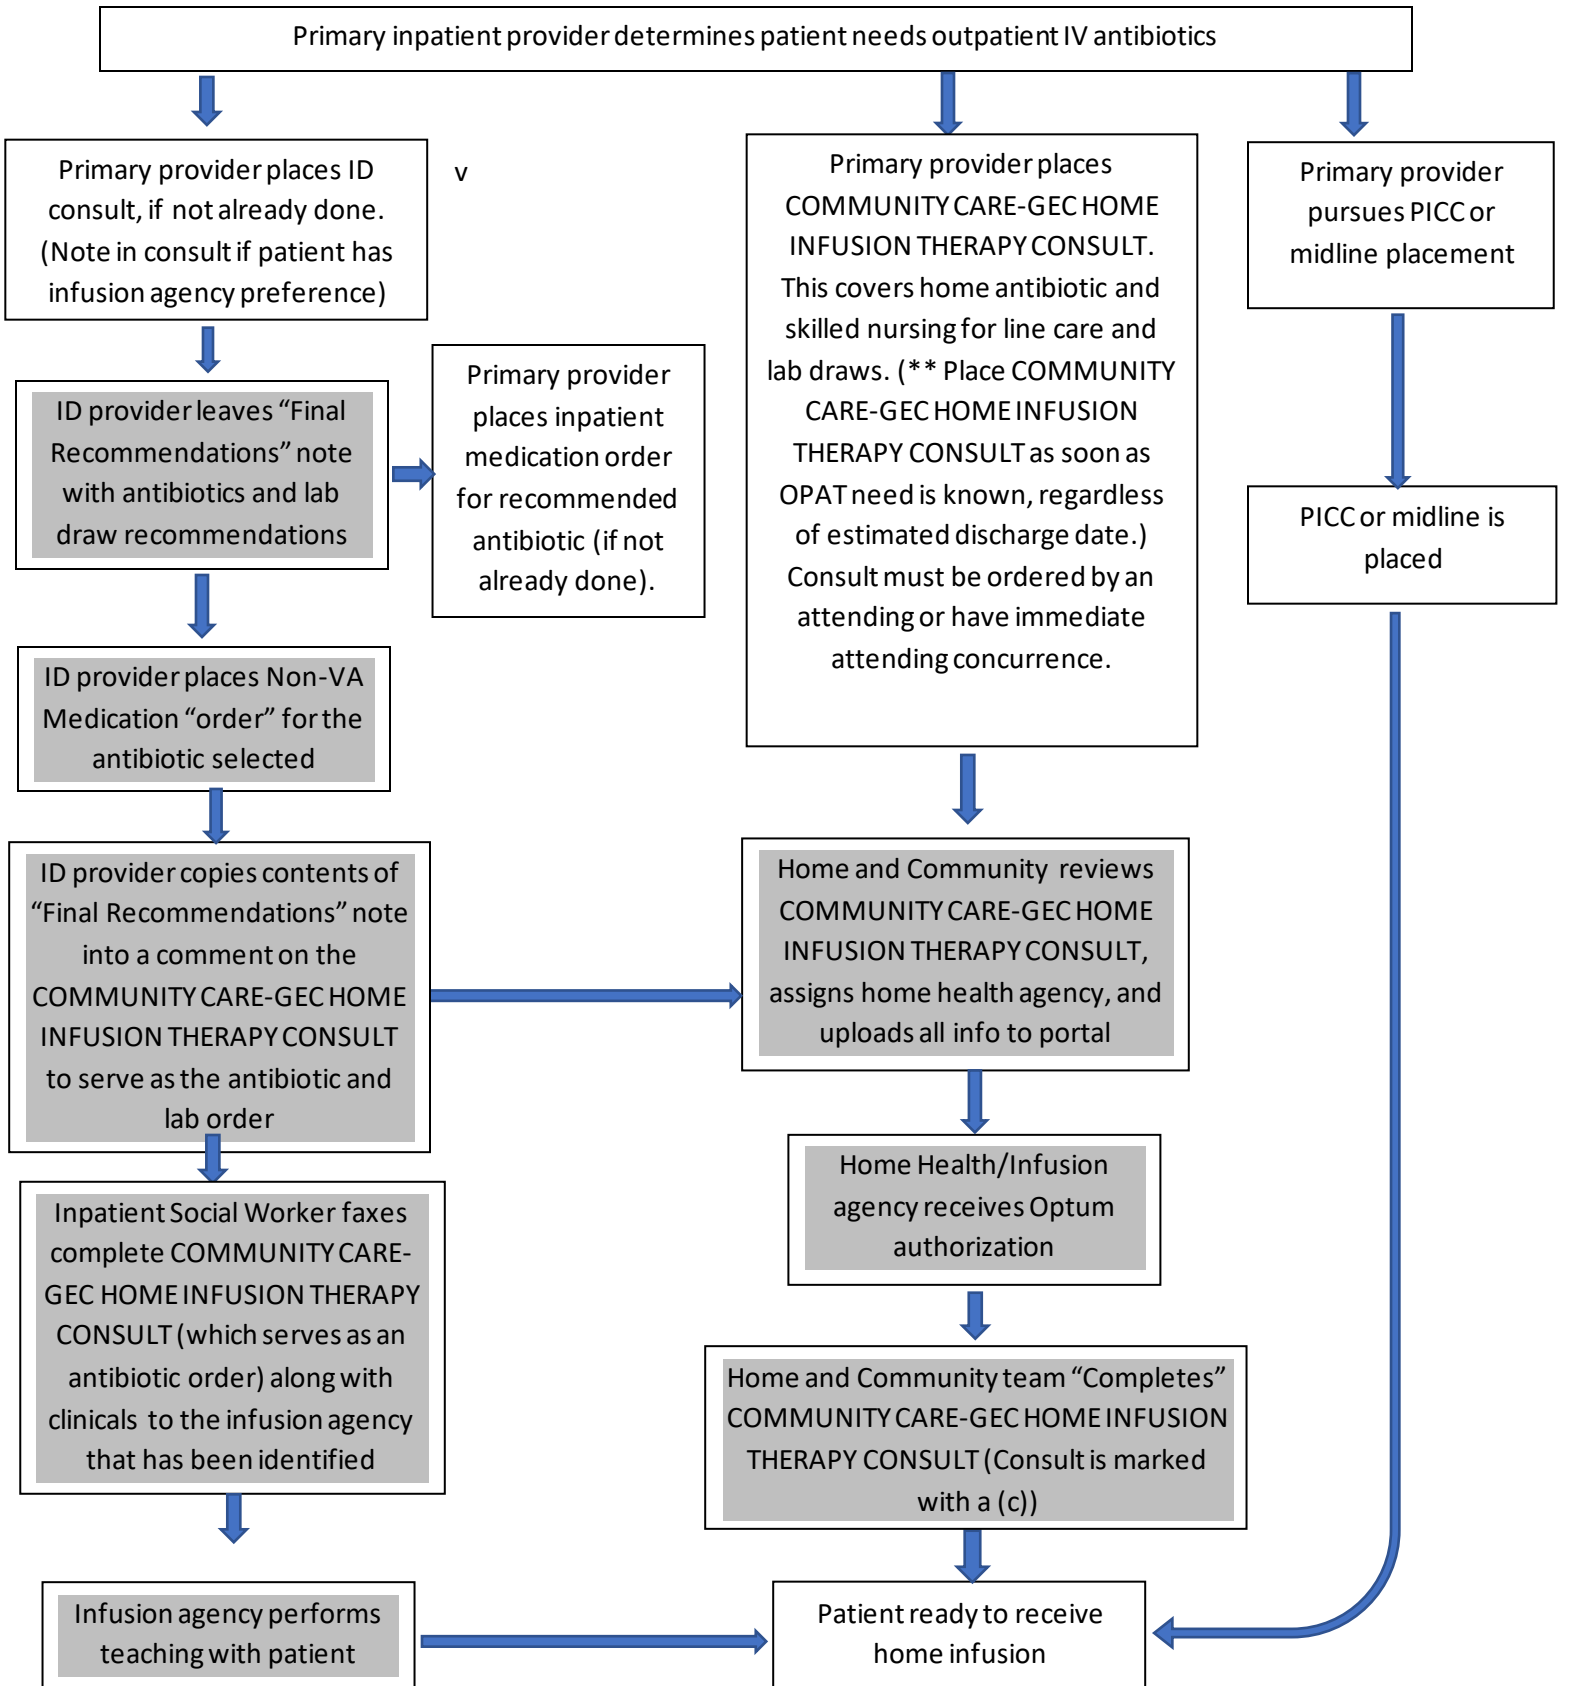 Primary inpatient provider determines patient needs outpatient IV antibiotics
Primary provider places ID
consult, if not already done.
(Note in consult if patient has
infusion agency preference)
v
ID provider leaves “Final
Recommendations” note
with antibiotics and lab
draw recommendations
Primary provider
places inpatient
medication order
for recommended
antibiotic (if not
already done).
ID provider places Non-VA
Medication “order” for the
antibiotic selected
ID provider copies contents of
“Final Recommendations” note
into a comment on the
COMMUNITY CARE-GEC HOME
INFUSION THERAPY CONSULT
to serve as the antibiotic and
lab order
Inpatient Social Worker faxes
complete COMMUNITY CARE-
GEC HOME INFUSION THERAPY
CONSULT (which serves as an
antibiotic order) along with
clinicals to the infusion agency
that has been identified
Infusion agency performs
teaching with patient
Primary provider places
COMMUNITY CARE-GEC HOME
INFUSION THERAPY CONSULT.
This covers home antibiotic and
skilled nursing for line care and
lab draws. (** Place COMMUNITY
CARE-GEC HOME INFUSION
THERAPY CONSULT as soon as
OPAT need is known, regardless
of estimated discharge date.)
Consult must be ordered by an
attending or have immediate
attending concurrence.
Home and Community reviews
COMMUNITY CARE-GEC HOME
INFUSION THERAPY CONSULT,
assigns home health agency, and
uploads all info to portal
Home Health/Infusion
agency receives Optum
authorization
Home and Community team “Completes”
COMMUNITY CARE-GEC HOME INFUSION
THERAPY CONSULT (Consult is marked
with a (c))
Patient ready to receive
home infusion
Primary provider
pursues PICC or
midline placement
PICC or midline is
placed